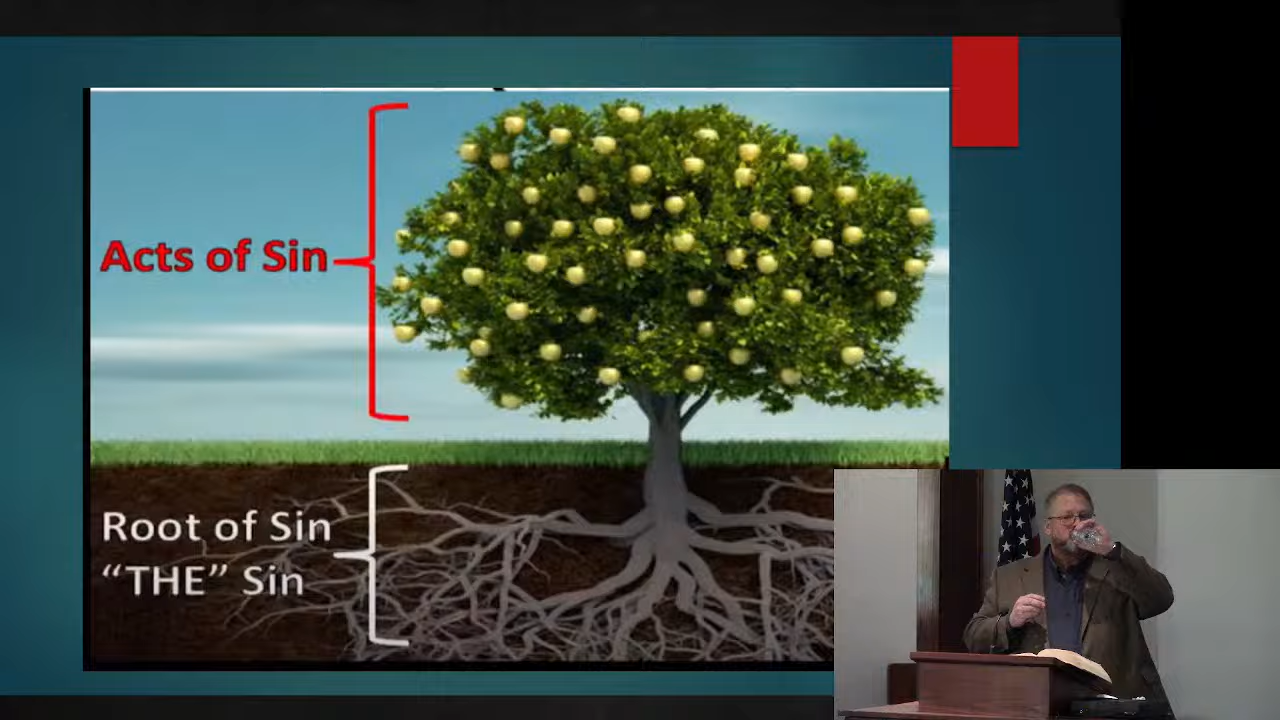 Acts of Sin
Root of Sin
“THE” Sin